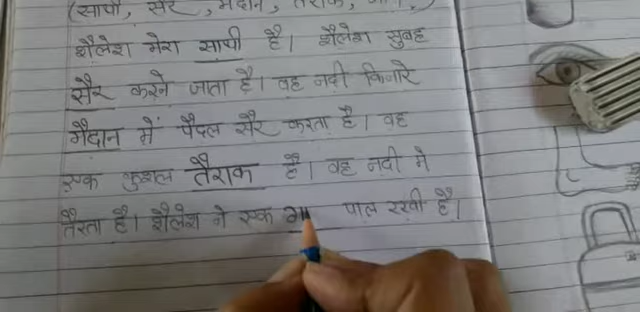 (साथी, सैर, मैदान, तैराक,
शैलेश मेरा साथी है। शैलेश सुबह
सैर करने जाता है। वह नदी किनारे
मैदान में पैदल सैर करता है। वह
एक कुशल तैराक है। वह नदी में
तैरता है। शैलेश ने एक पाल रखी है।